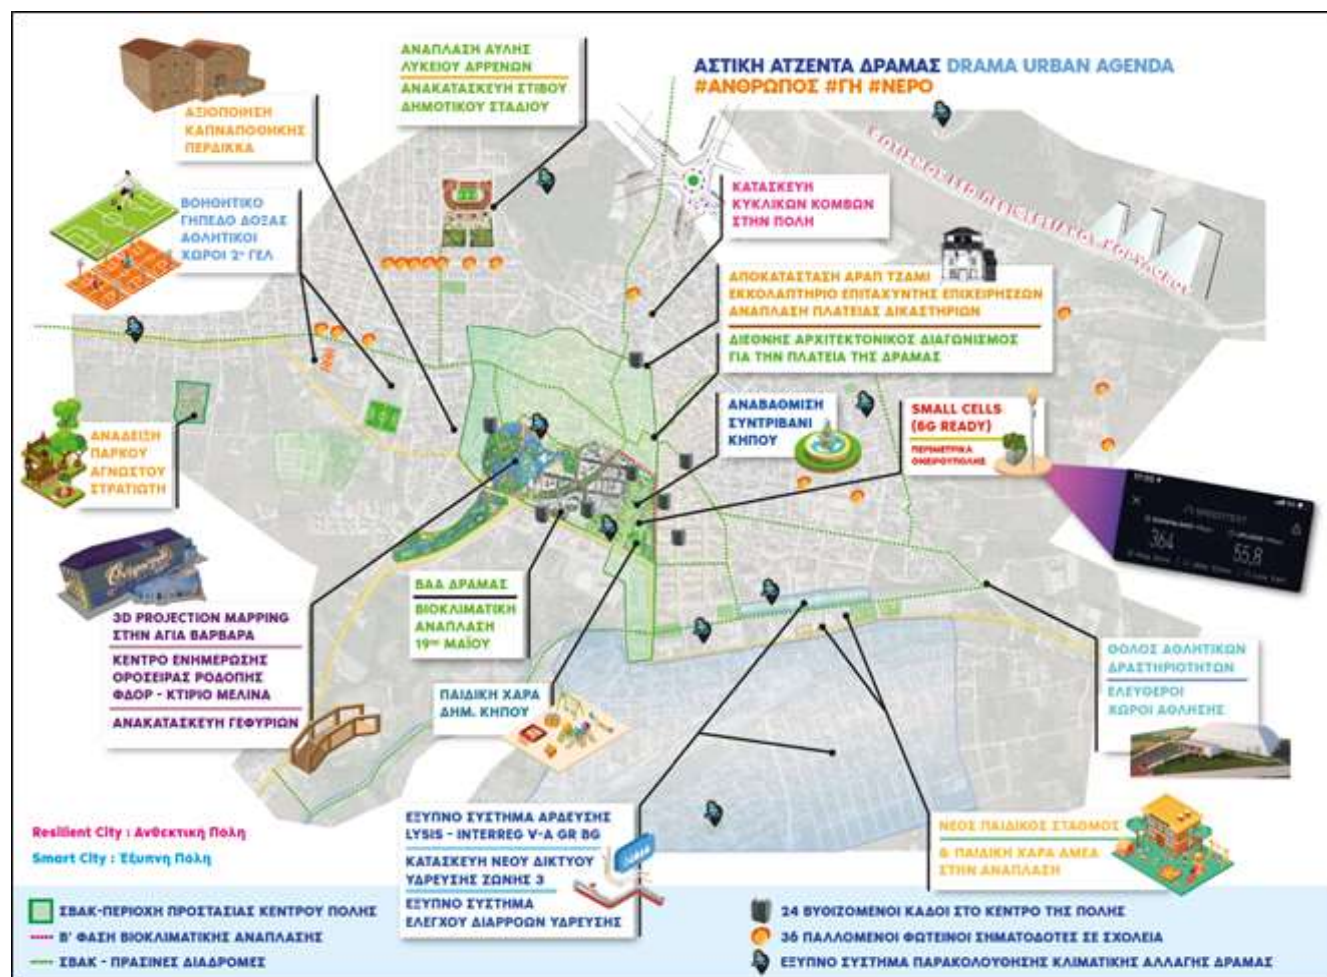 ΑΣΤΙΚΗ ΑΤΖΕΝΤΑ ΔΡΑΜΑΣ DRAMA URBAN AGENDA
#ΑΝΘΡΩΠΟΣ #ΓΗ #ΝΕΡΟ
ΑΝΑΠΛΑΣΗ ΑΥΛΗΣ
ΛΥΚΕΙΟΥ ΑΡΡΕΝΩΝ
ΑΝΑΚΑΤΑΣΚΕΥΗ ΣΤΙΒΟΥ
ΔΗΜΟΤΙΚΟΥ ΣΤΑΔΙΟΥ
ΑΞΙΟΠΟΙΗΣΗ
ΚΑΠΝΑΠΟΘΗΚΗΣ
ΠΕΡΔΙΚΚΑ
ΒΟΗΘΗΤΙΚΟ
ΓΗΠΕΔΟ ΔΟΞΑΣ
ΑΘΛΗΤΙΚΟΙ
ΧΩΡΟΙ 2ου ΓΕΛ
ΚΑΤΑΣΚΕΥΗ
ΚΥΚΛΙΚΩΝ ΚΟΜΒΩΝ
ΣΤΗΝ ΠΟΛΗ
ΑΠΟΚΑΤΑΣΤΑΣΗ ΑΡΑΠ ΤΖΑΜΙ
ΕΚΚΟΛΑΠΤΗΡΙΟ ΕΠΙΤΑΧΥΝΤΗΣ ΕΠΙΧΕΙΡΗΣΕΩΝ
ΑΝΑΠΛΑΣΗ ΠΛΑΤΕΙΑΣ ΔΙΚΑΣΤΗΡΙΩΝ
ΔΙΕΘΝΗΣ ΑΡΧΙΤΕΚΤΟΝΙΚΟΣ ΔΙΑΓΩΝΙΣΜΟΣ
ΓΙΑ ΤΗΝ ΠΛΑΤΕΙΑ ΤΗΣ ΔΡΑΜΑΣ
ΑΝΑΒΑΘΜΙΣΗ
ΣΥΝΤΡΙΒΑΝΙ
ΚΗΠΟΥ
SMALL CELLS
(6G READY)
ΠΕΡΙΜΕΤΡΙΚΑ
ΟΝΕΙΡΟΥΠΟΛΗΣ
364
55,8
ΑΝΑΔΕΙΞΗ
ΠΑΡΚΟΥ
ΑΓΝΩΣΤΟΥ
ΣΤΡΑΤΙΩΤΗ
3D PROJECTION MAPPING
ΣΤΗΝ ΑΓΙΑ ΒΑΡΒΑΡΑ
ΚΕΝΤΡΟ ΕΝΗΜΕΡΩΣΗΣ
ΟΡΟΣΕΙΡΑΣ ΡΟΔΟΠΗΣ
ΦΔΟΡ - ΚΤΙΡΙΟ ΜΕΛΙΝΑ
ΑΝΑΚΑΤΑΣΚΕΥΗ ΓΕΦΥΡΙΩΝ
ΒΑΑ ΔΡΑΜΑΣ
ΒΙΟΚΛΙΜΑΤΙΚΗ
ΑΝΑΠΛΑΣΗ
19ης ΜΑΪΟΥ
ΠΑΙΔΙΚΗ ΧΑΡΑ
ΔΗΜ. ΚΗΠΟΥ
ΘΟΛΟΣ ΑΘΛΗΤΙΚΩΝ
ΔΡΑΣΤΗΡΙΟΤΗΤΩΝ
ΕΛΕΥΘΕΡΟΙ
ΧΩΡΟΙ ΑΘΛΗΣΗΣ
ΕΞΥΠΝΟ ΣΥΣΤΗΜΑ ΑΡΔΕΥΣΗΣ
LYSIS - INTERREG V-A GR BG
ΚΑΤΑΣΚΕΥΗ ΝΕΟΥ ΔΙΚΤΥΟΥ
ΥΔΡΕΥΣΗΣ ΖΩΝΗΣ 3
ΕΞΥΠΝΟ ΣΥΣΤΗΜΑ
ΕΛΕΓΧΟΥ ΔΙΑΡΡΟΩΝ ΥΔΡΕΥΣΗΣ
ΝΕΟΣ ΠΑΙΔΙΚΟΣ ΣΤΑΘΜΟΣ
& ΠΑΙΔΙΚΗ ΧΑΡΑ ΑΜΕΑ
ΣΤΗΝ ΑΝΑΠΛΑΣΗ
Resilient City : Ανθεκτική Πόλη
Smart City : Έξυπνη Πόλη
ΣΒΑΚ-ΠΕΡΙΟΧΗ ΠΡΟΣΤΑΣΙΑΣ ΚΕΝΤΡΟΥ ΠΟΛΗΣ
Β' ΦΑΣΗ ΒΙΟΚΛΙΜΑΤΙΚΗΣ ΑΝΑΠΛΑΣΗΣ
ΣΒΑΚ - ΠΡΑΣΙΝΕΣ ΔΙΑΔΡΟΜΕΣ
24 ΒΥΘΙΖΟΜΕΝΟΙ ΚΑΔΟΙ ΣΤΟ ΚΕΝΤΡΟ ΤΗΣ ΠΟΛΗΣ
36 ΠΑΛΛΟΜΕΝΟΙ ΦΩΤΕΙΝΟΙ ΣΗΜΑΤΟΔΟΤΕΣ ΣΕ ΣΧΟΛΕΙΑ
ΕΞΥΠΝΟ ΣΥΣΤΗΜΑ ΠΑΡΑΚΟΛΟΥΘΗΣΗΣ ΚΛΙΜΑΤΙΚΗΣ ΑΛΛΑΓΗΣ ΔΡΑΜΑΣ